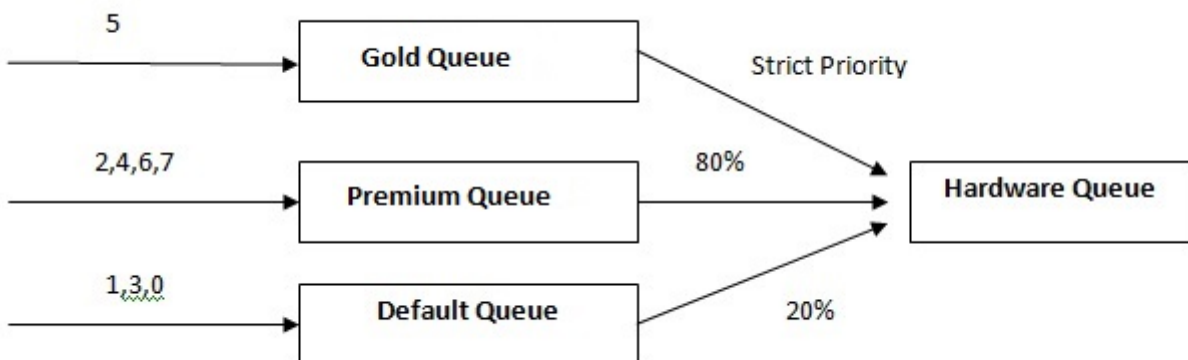 5
Gold Queue
Strict Priority
2,4,6,7
80%
Premium Queue
Hardware Queue
1,3,0
Default Queue
20%